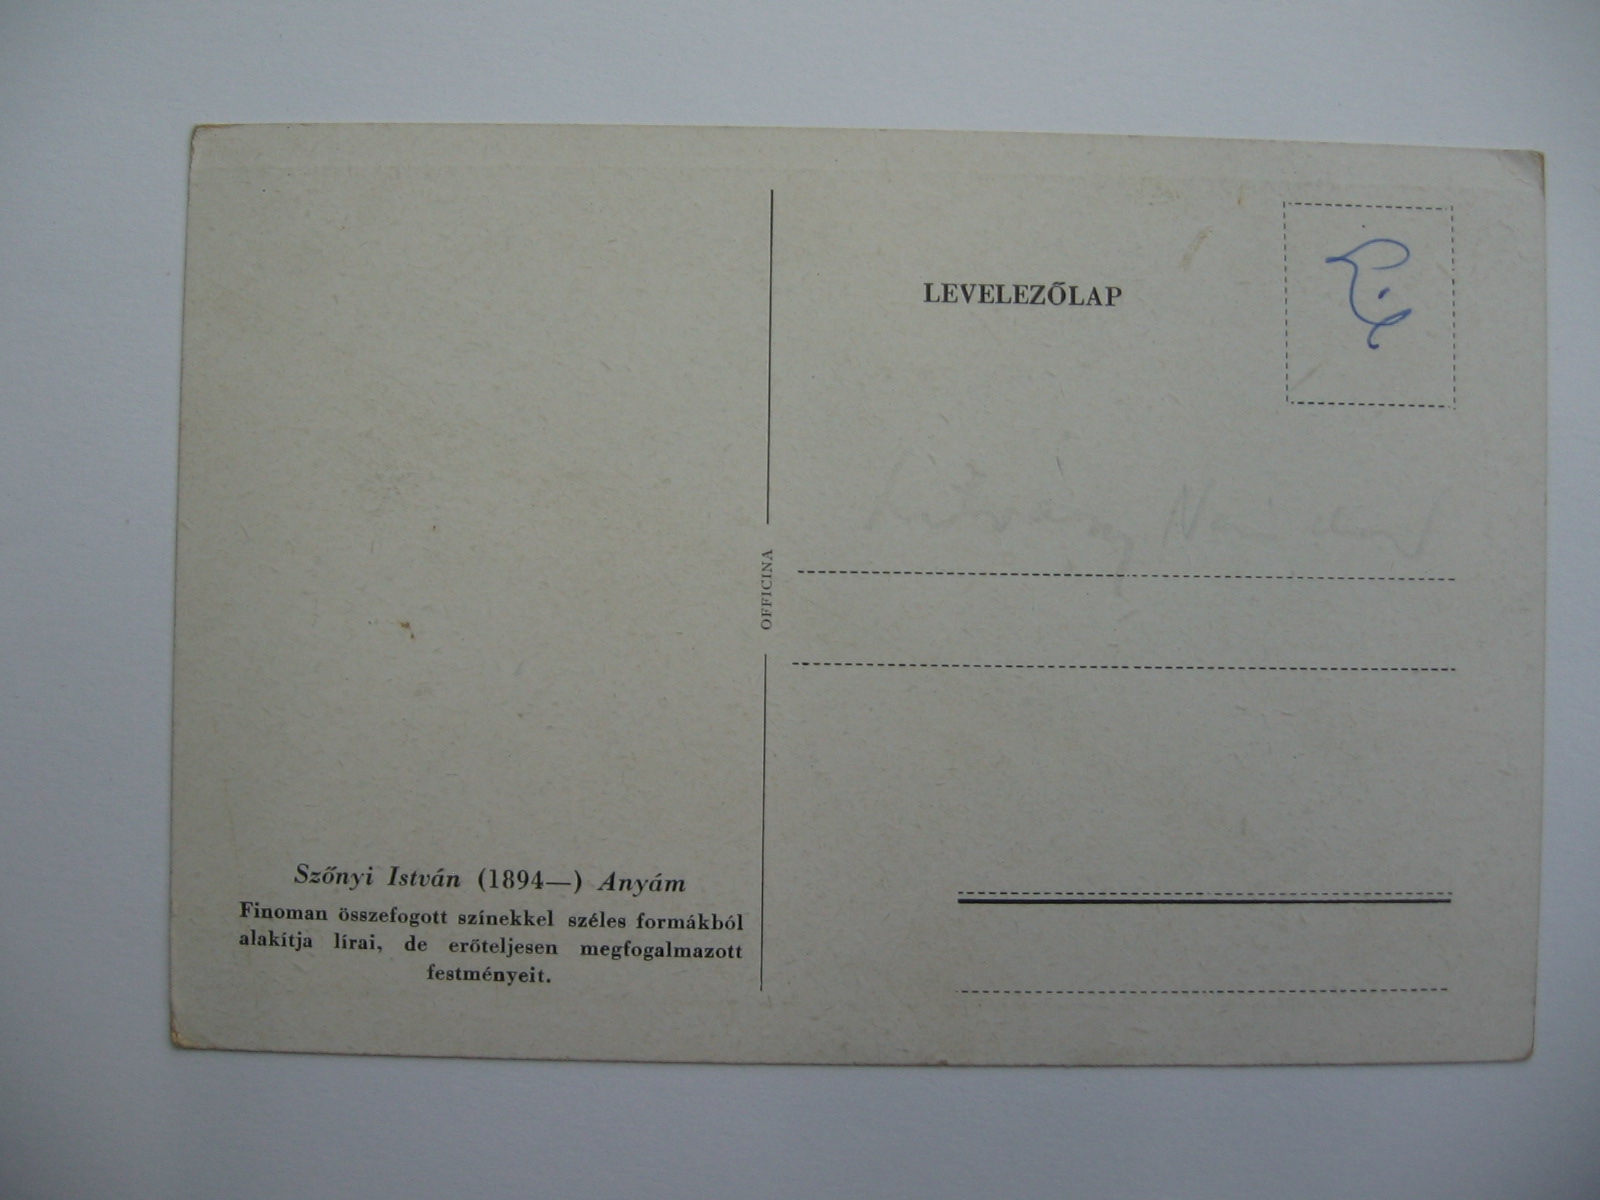 LEVELEZŐLAP
OFFICINA
Szőnyi István (1894—) Anyám
Finoman összefogott színekkel széles formákból
alakítja lírai, de erőteljesen megfogalmazott
festményeit.